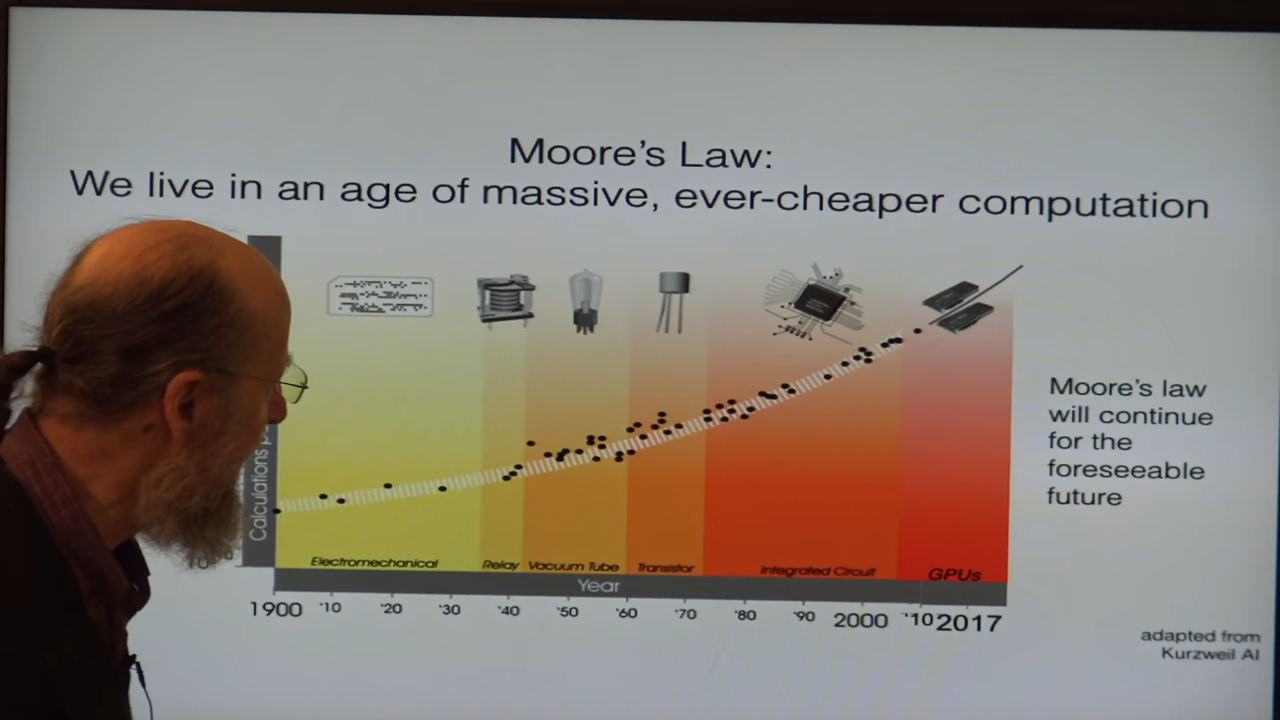 Moore's Law:
We live in an age of massive, ever-cheaper computation
Calculations
Electromechanical
Relay
Vacuum Tube
Transistor
Integrated Circuit
GPUs
Year
1900 '10 '20 '30 '40 '50 '60 '70 '80 '90 2000 '10 2017
Moore's law
will continue
for the
foreseeable
future
adapted from
Kurzweil AI